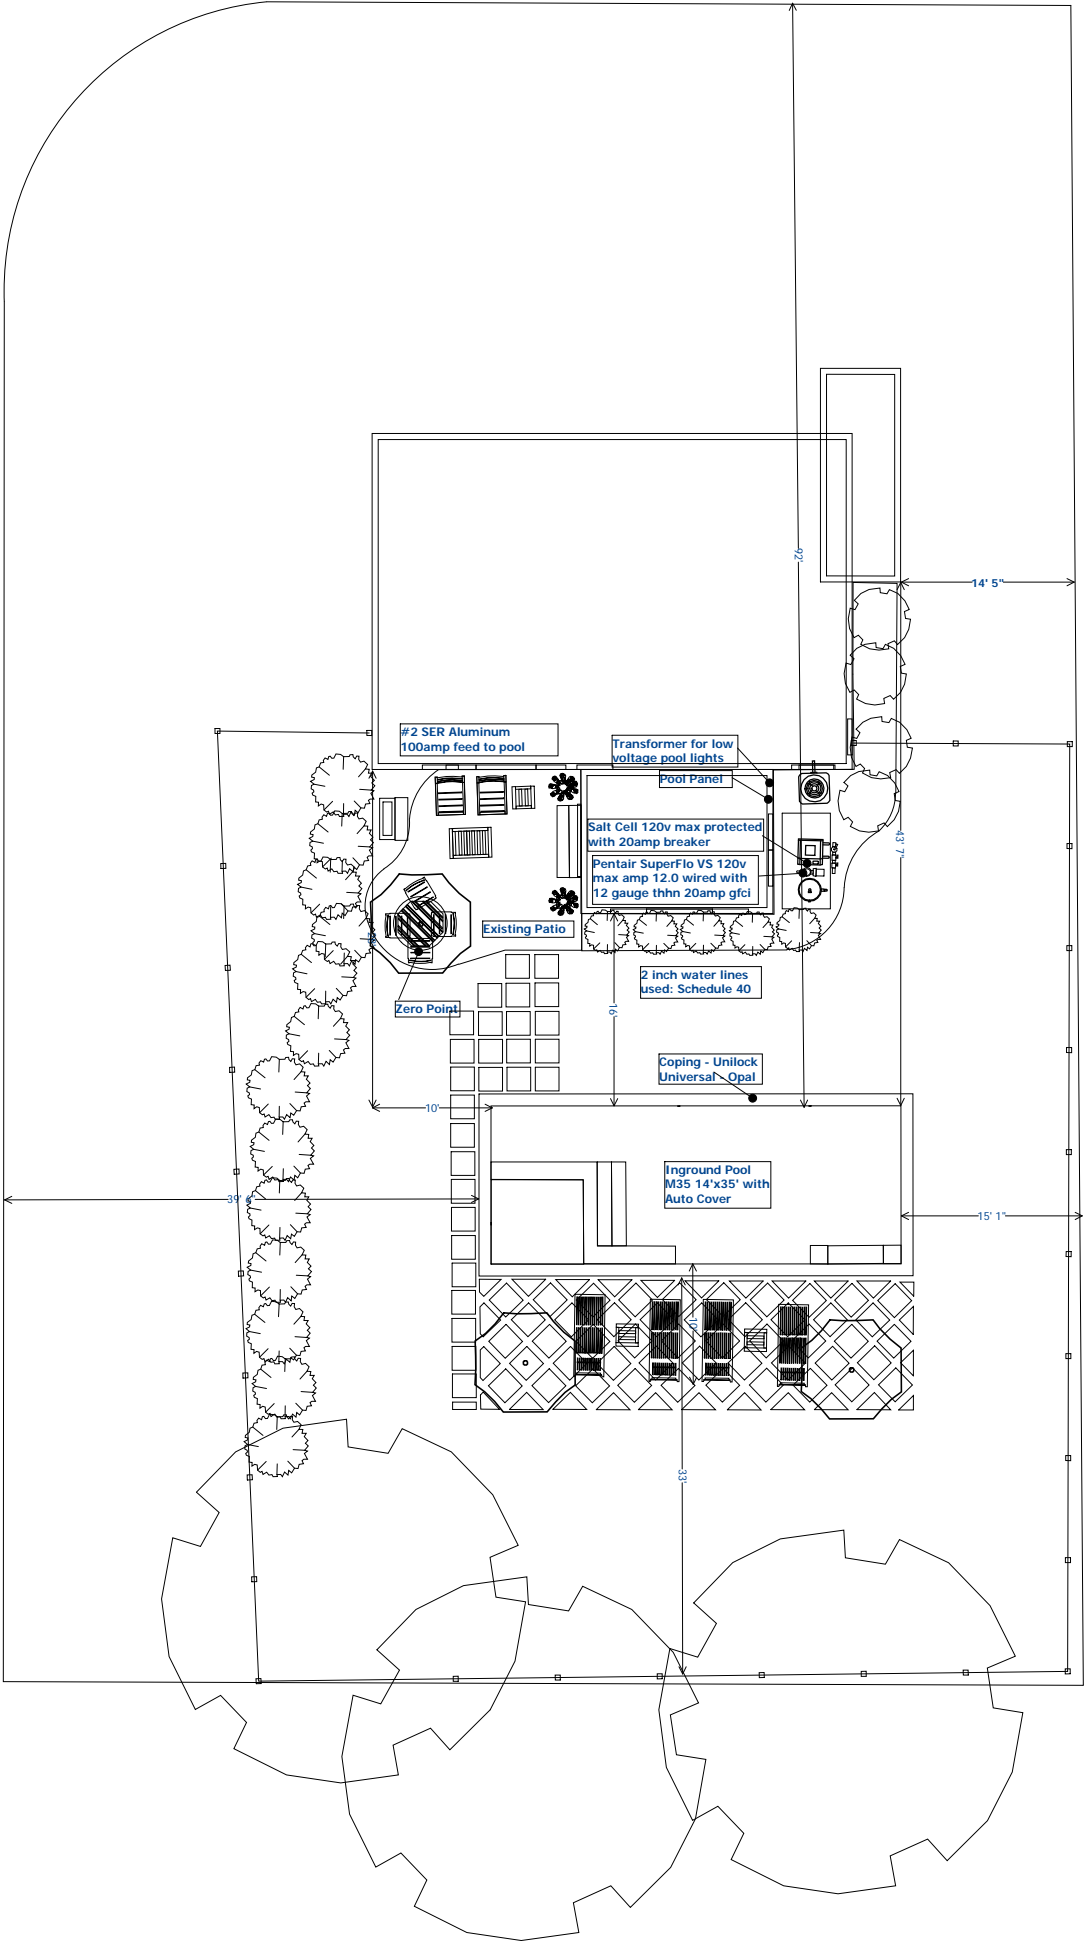 92'
14' 5"
#2 SER Aluminum
100amp feed to pool
Transformer for low
voltage pool lights
Pool Panel
Salt Cell 120v max protected
with 20amp breaker
43' 7"
Pentair SuperFlo VS 120v
max amp 12.0 wired with
12 gauge thhn 20amp gfci
Existing Patio
2 inch water lines
used: Schedule 40
Zero Point
16'
Coping - Unilock
Universal - Opal
10'
Inground Pool
M35 14'x35' with
Auto Cover
39' 6"
15' 1"
10'
33'